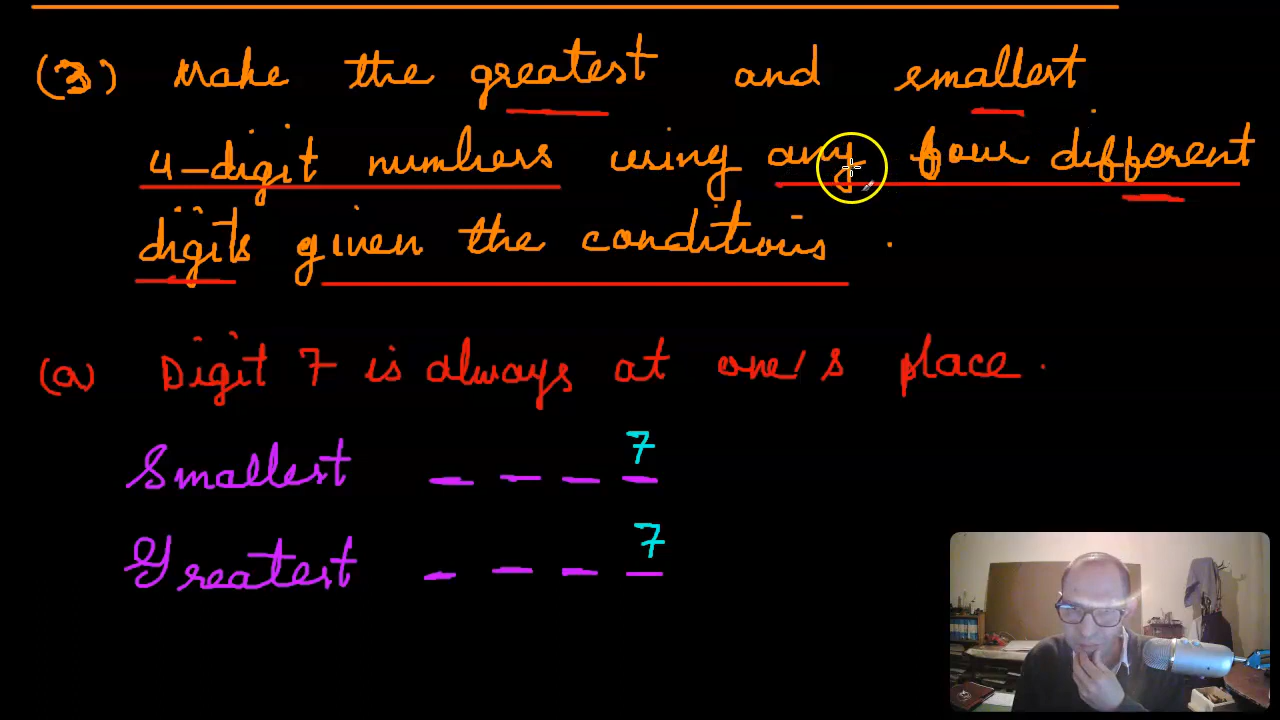 (3) Make the greatest and smallest
4-digit numbers using any four different
digits given the conditions.
(a) Digit 7 is always at one's place.
Smallest _ _ _ 7
Greatest _ _ _ 7